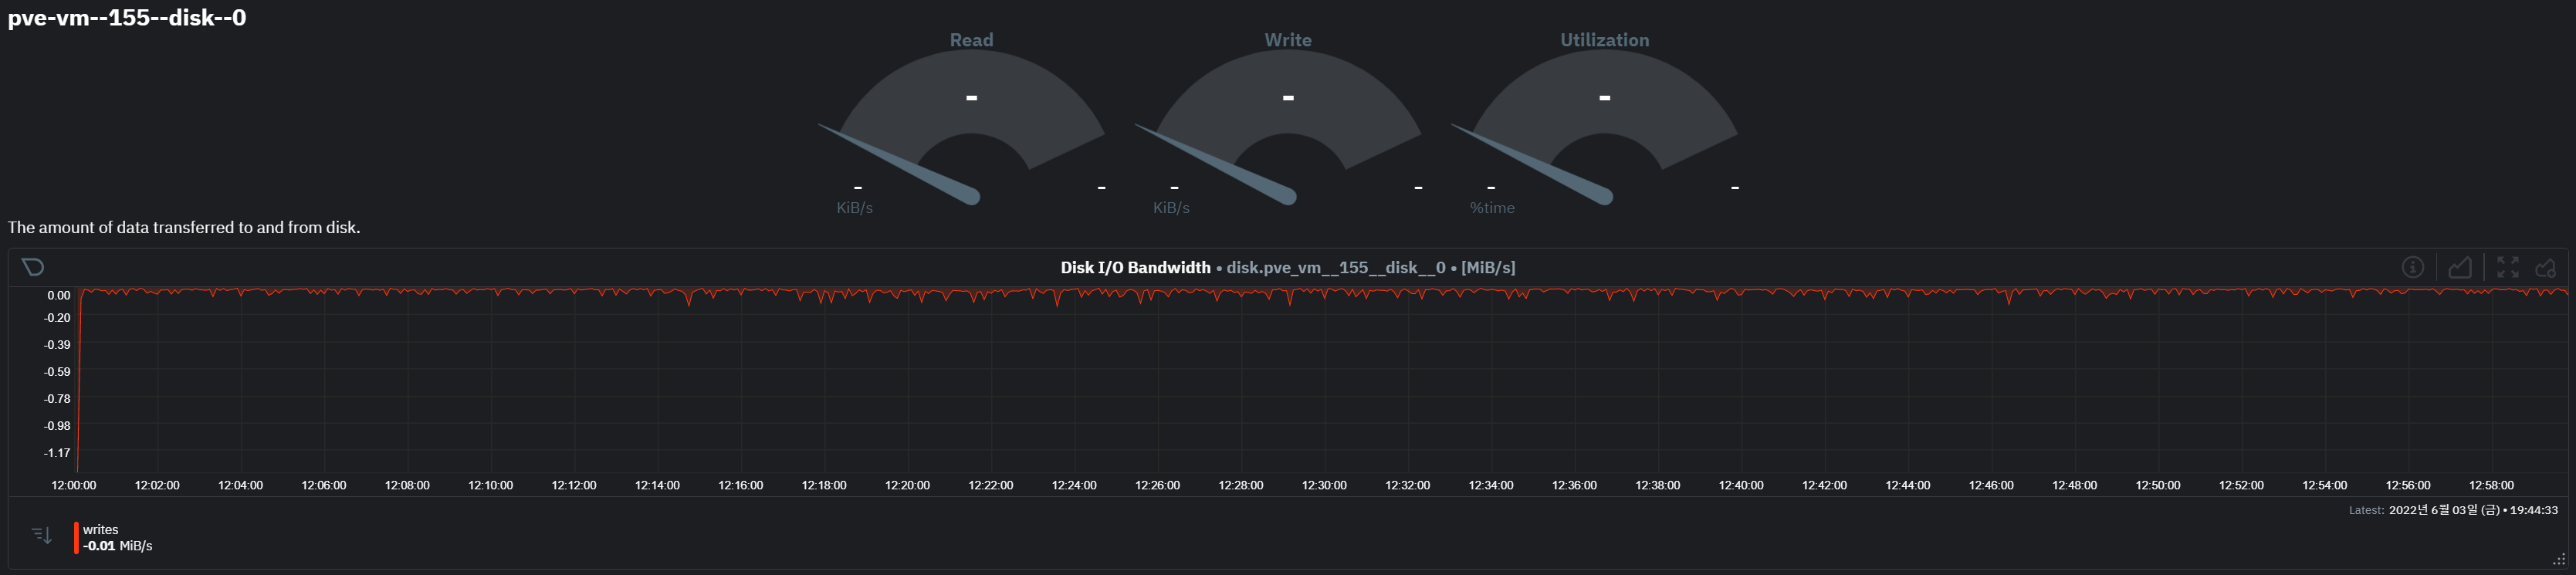 pve-vm--155--disk--0
Read
Write
Utilization
-
-
-
- -
- -
- -
KiB/s
KiB/s
%time
The amount of data transferred to and from disk.
Disk I/O Bandwidth • disk.pve_vm__155__disk__0 • [MiB/s]
0.00
-0.20
-0.39
-0.59
-0.78
-0.98
-1.17
12:00:00 12:02:00 12:04:00 12:06:00 12:08:00 12:10:00 12:12:00 12:14:00 12:16:00 12:18:00 12:20:00 12:22:00 12:24:00 12:26:00 12:28:00 12:30:00 12:32:00 12:34:00 12:36:00 12:38:00 12:40:00 12:42:00 12:44:00 12:46:00 12:48:00 12:50:00 12:52:00 12:54:00 12:56:00 12:58:00
Latest: 2022년 6월 03일 (금) • 19:44:33
writes
-0.01 MiB/s